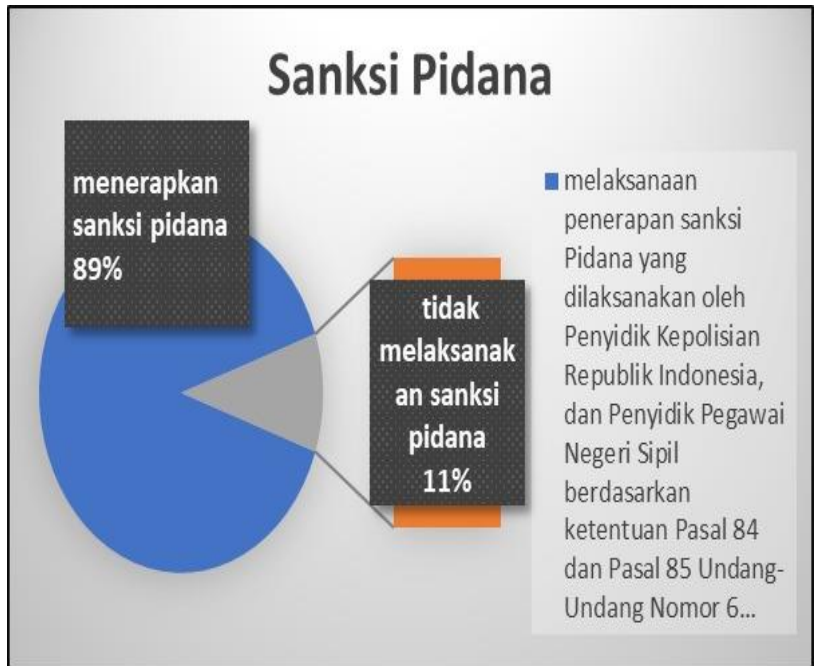 Sanksi Pidana
menerapkan
sanksi pidana
89%
tidak
melaksanak
an sanksi
pidana
11%
melaksanaan
penerapan sanksi
Pidana yang
dilaksanakan oleh
Penyidik Kepolisian
Republik Indonesia,
dan Penyidik Pegawai
Negeri Sipil
berdasarkan
ketentuan Pasal 84
dan Pasal 85 Undang-
Undang Nomor 6...